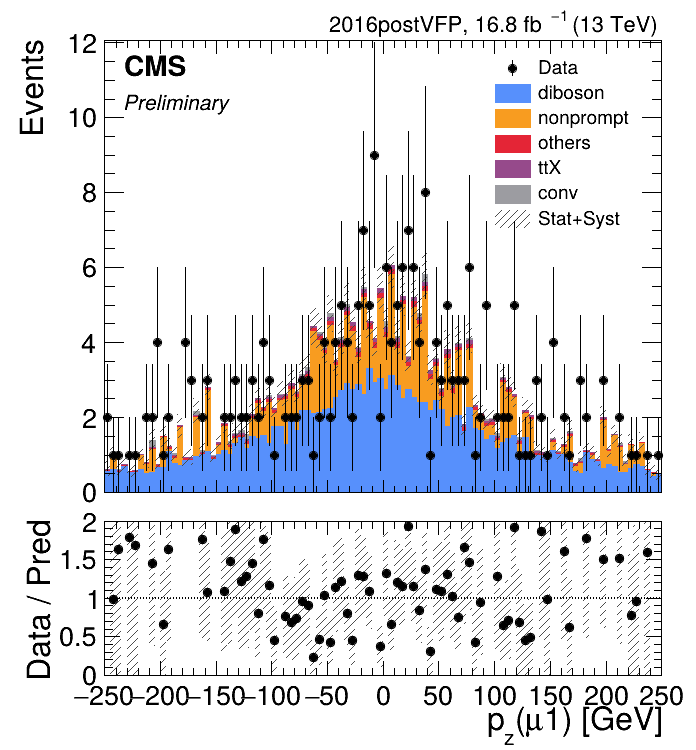 2016postVFP, 16.8 fb⁻¹ (13 TeV)
Events
12
10
8
6
4
2
0
CMS
Preliminary
Data
diboson
nonprompt
others
ttX
conv
Stat+Syst
Data / Pred
2
1.5
1
0.5
0
−250 −200 −150 −100 −50 0 50 100 150 200 250
p_z(μ1) [GeV]